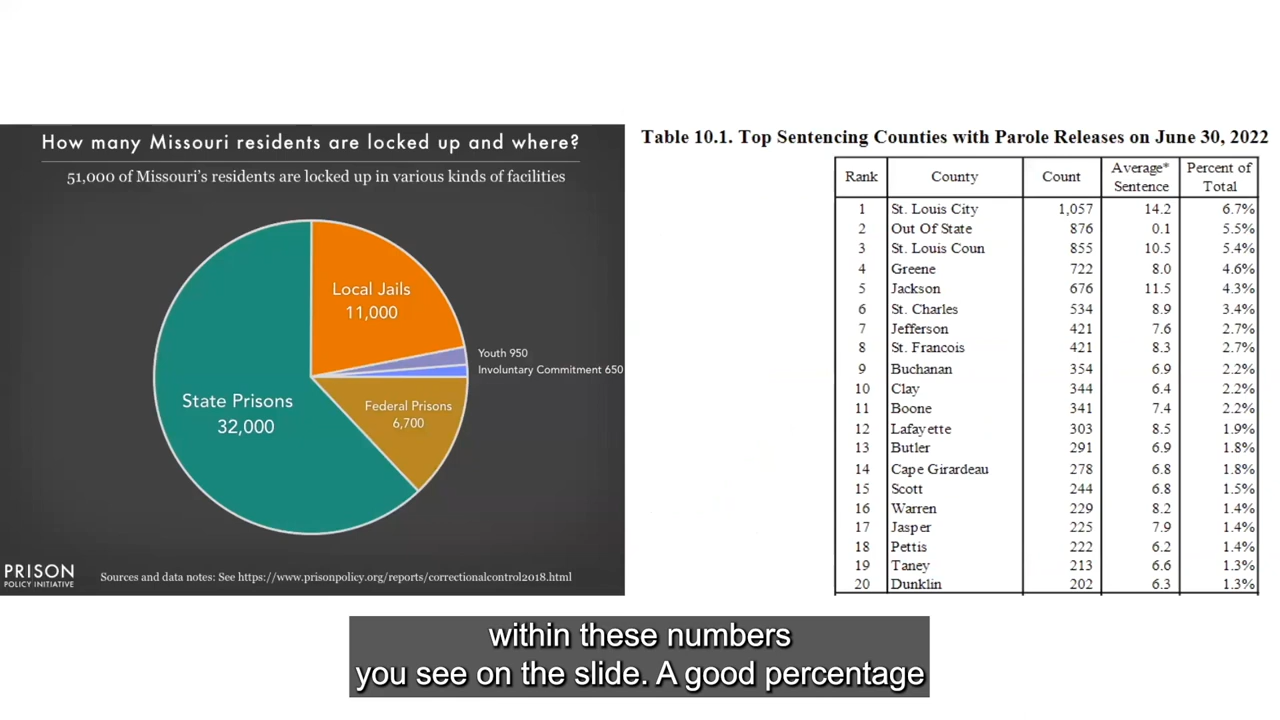 How many Missouri residents are locked up and where?
51,000 of Missouri's residents are locked up in various kinds of facilities
Local Jails
11,000
Youth 950
Involuntary Commitment 650
State Prisons
32,000
Federal Prisons
6,700
PRISON
POLICY INITIATIVE
Sources and data notes: See https://www.prisonpolicy.org/reports/correctionalcontrol2018.html
Table 10.1. Top Sentencing Counties with Parole Releases on June 30, 2022
Rank County Count Average* Sentence Percent of Total
1 St. Louis City 1,057 14.2 6.7%
2 Out Of State 876 0.1 5.5%
3 St. Louis Coun 855 10.5 5.4%
4 Greene 722 8.0 4.6%
5 Jackson 676 11.5 4.3%
6 St. Charles 534 8.9 3.4%
7 Jefferson 421 7.6 2.7%
8 St. Francois 421 8.3 2.7%
9 Buchanan 354 6.9 2.2%
10 Clay 344 6.4 2.2%
11 Boone 341 7.4 2.2%
12 Lafayette 303 8.5 1.9%
13 Butler 291 6.9 1.8%
14 Cape Girardeau 278 6.8 1.8%
15 Scott 244 6.8 1.5%
16 Warren 229 8.2 1.4%
17 Jasper 225 7.9 1.4%
18 Pettis 222 6.2 1.4%
19 Taney 213 6.6 1.3%
20 Dunklin 202 6.3 1.3%
within these numbers
you see on the slide. A good percentage